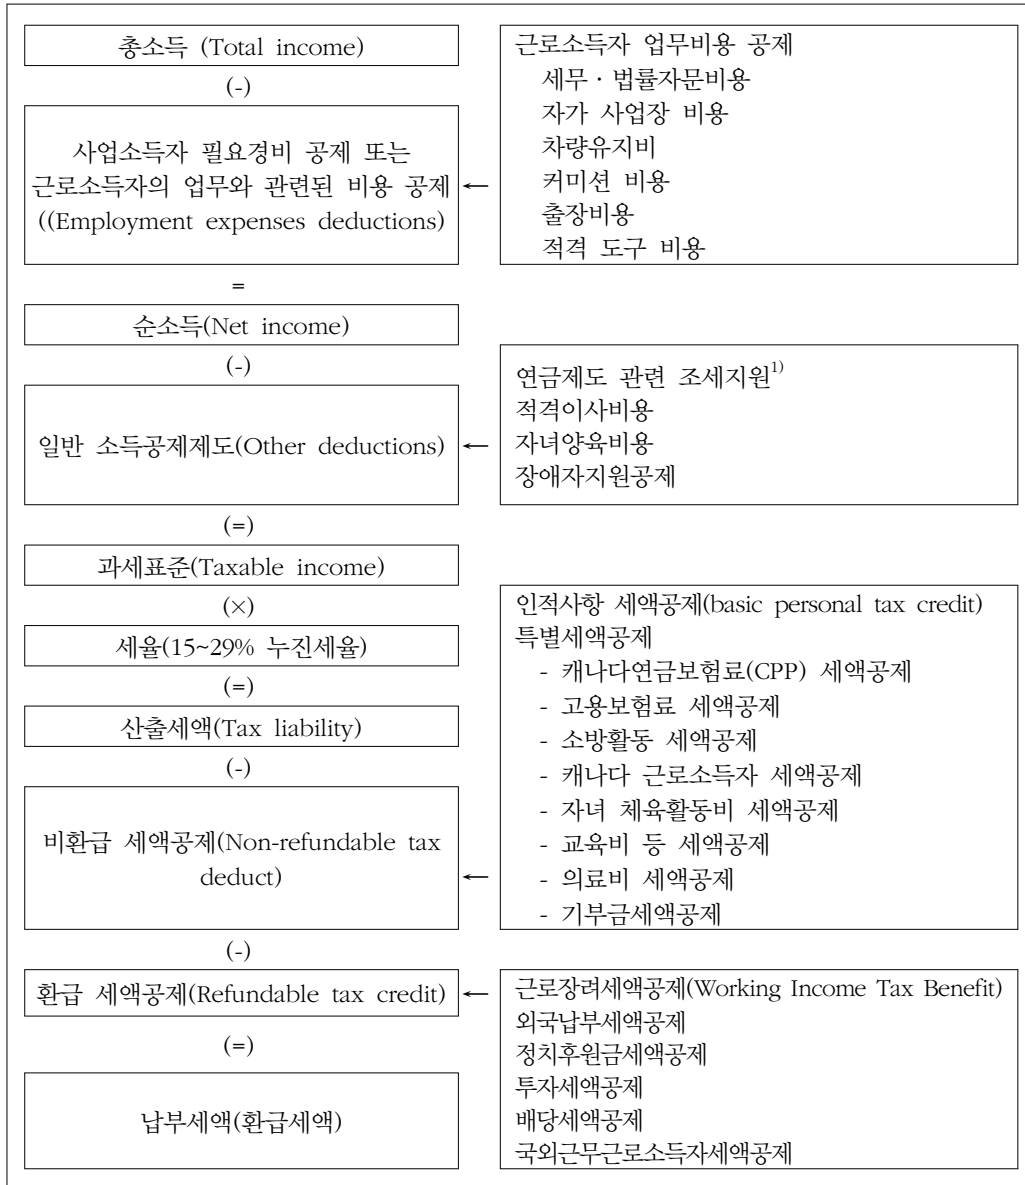 총소득 (Total income)
(-)
사업소득자 필요경비 공제 또는
근로소득자의 업무와 관련된 비용 공제
((Employment expenses deductions)
←
근로소득자 업무비용 공제
세무 · 법률자문비용
자가 사업장 비용
차량유지비
커미션 비용
출장비용
적격 도구 비용
=
순소득(Net income)
(-)
일반 소득공제제도(Other deductions)
←
연금제도 관련 조세지원1)
적격이사비용
자녀양육비용
장애자지원공제
(=)
과세표준(Taxable income)
(×)
세율(15~29% 누진세율)
(=)
산출세액(Tax liability)
(-)
비환급 세액공제(Non-refundable tax
deduct)
←
인적사항 세액공제(basic personal tax credit)
특별세액공제
- 캐나다연금보험료(CPP) 세액공제
- 고용보험료 세액공제
- 소방활동 세액공제
- 캐나다 근로소득자 세액공제
- 자녀 체육활동비 세액공제
- 교육비 등 세액공제
- 의료비 세액공제
- 기부금세액공제
(-)
환급 세액공제(Refundable tax credit)
←
근로장려세액공제(Working Income Tax Benefit)
외국납부세액공제
정치후원금세액공제
투자세액공제
배당세액공제
국외근무근로소득자세액공제
(=)
납부세액(환급세액)